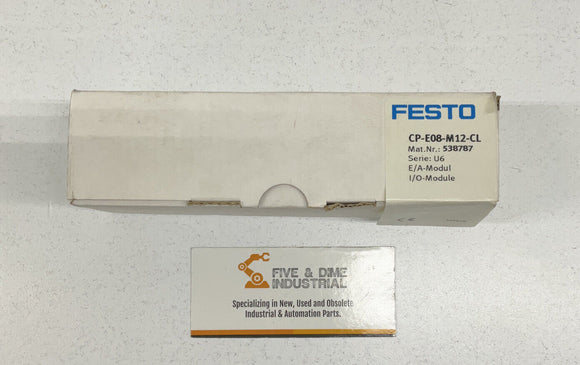 FESTO
CP-E08-M12-CL
Mat.Nr.: 538787
Serie: U6
E/A-Modul
I/O-Module
CE
FIVE & DIME
INDUSTRIAL
Specializing in New, Used and Obsolete
Industrial & Automation Parts.